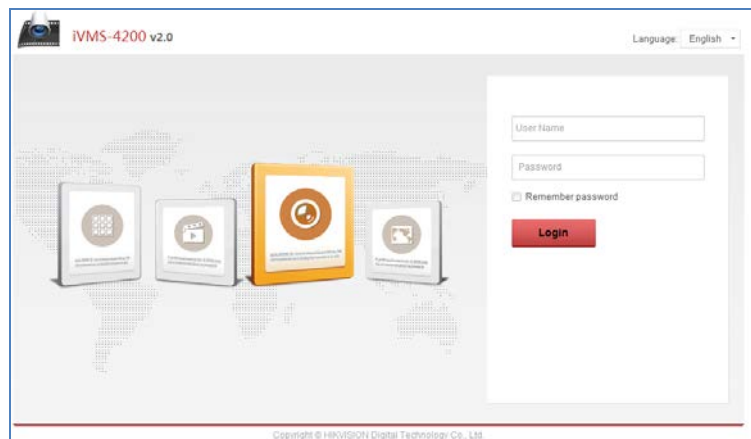 iVMS-4200 v2.0
Language: English
User Name
Password
Remember password
Login
Copyright © HIKVISION Digital Technology Co., Ltd.